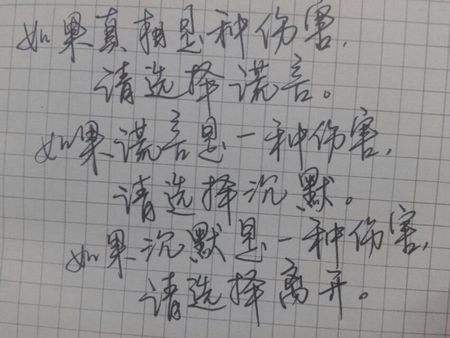 如果真相是一种伤害,
请选择谎言。
如果谎言是一种伤害,
请选择沉默。
如果沉默是一种伤害,
请选择离开。